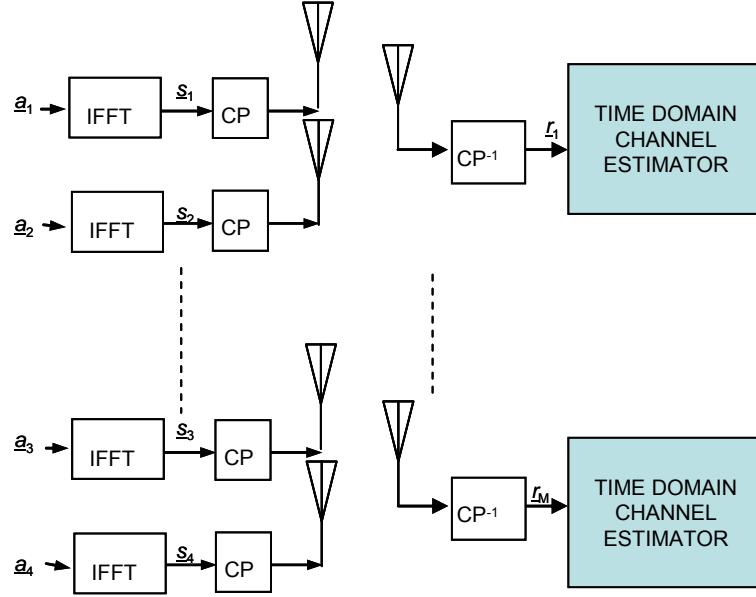 a1
IFFT
s1
CP
CP-1
r1
TIME DOMAIN
CHANNEL
ESTIMATOR
a2
IFFT
s2
CP
a3
IFFT
s3
CP
CP-1
rM
TIME DOMAIN
CHANNEL
ESTIMATOR
a4
IFFT
s4
CP